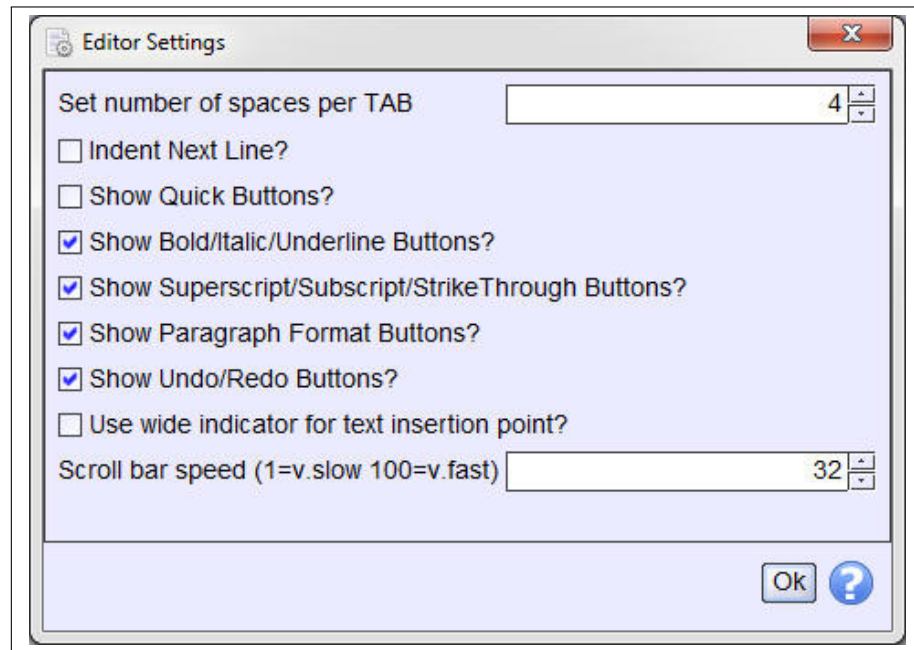 Editor Settings
Set number of spaces per TAB 4
Indent Next Line?
Show Quick Buttons?
Show Bold/Italic/Underline Buttons?
Show Superscript/Subscript/StrikeThrough Buttons?
Show Paragraph Format Buttons?
Show Undo/Redo Buttons?
Use wide indicator for text insertion point?
Scroll bar speed (1=v.slow 100=v.fast) 32
Ok ?